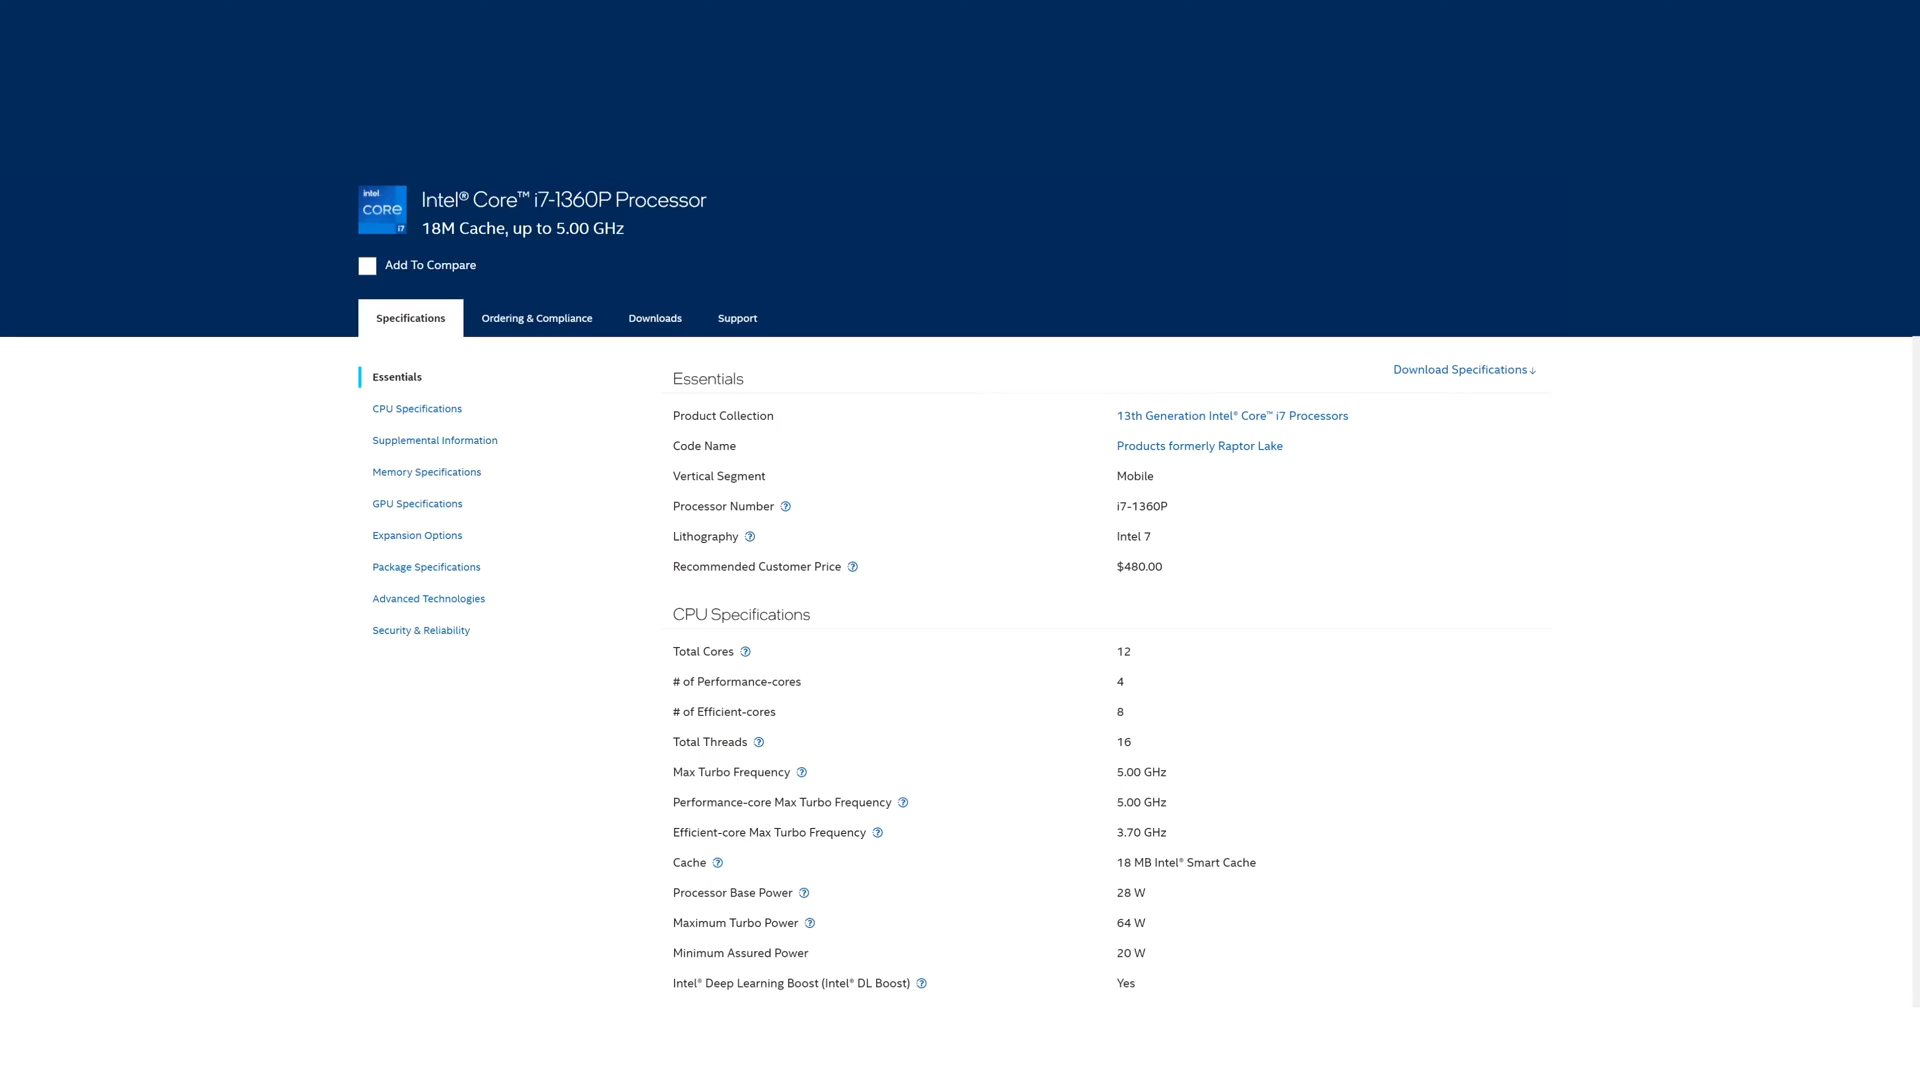 intel
CORE
i7
Intel® Core™ i7-1360P Processor
18M Cache, up to 5.00 GHz
Add To Compare
Specifications Ordering & Compliance Downloads Support
Essentials
CPU Specifications
Supplemental Information
Memory Specifications
GPU Specifications
Expansion Options
Package Specifications
Advanced Technologies
Security & Reliability
Download Specifications↓
Essentials
Product Collection 13th Generation Intel® Core™ i7 Processors
Code Name Products formerly Raptor Lake
Vertical Segment Mobile
Processor Number ? i7-1360P
Lithography ? Intel 7
Recommended Customer Price ? $480.00
CPU Specifications
Total Cores ? 12
# of Performance-cores 4
# of Efficient-cores 8
Total Threads ? 16
Max Turbo Frequency ? 5.00 GHz
Performance-core Max Turbo Frequency ? 5.00 GHz
Efficient-core Max Turbo Frequency ? 3.70 GHz
Cache ? 18 MB Intel® Smart Cache
Processor Base Power ? 28 W
Maximum Turbo Power ? 64 W
Minimum Assured Power 20 W
Intel® Deep Learning Boost (Intel® DL Boost) ? Yes